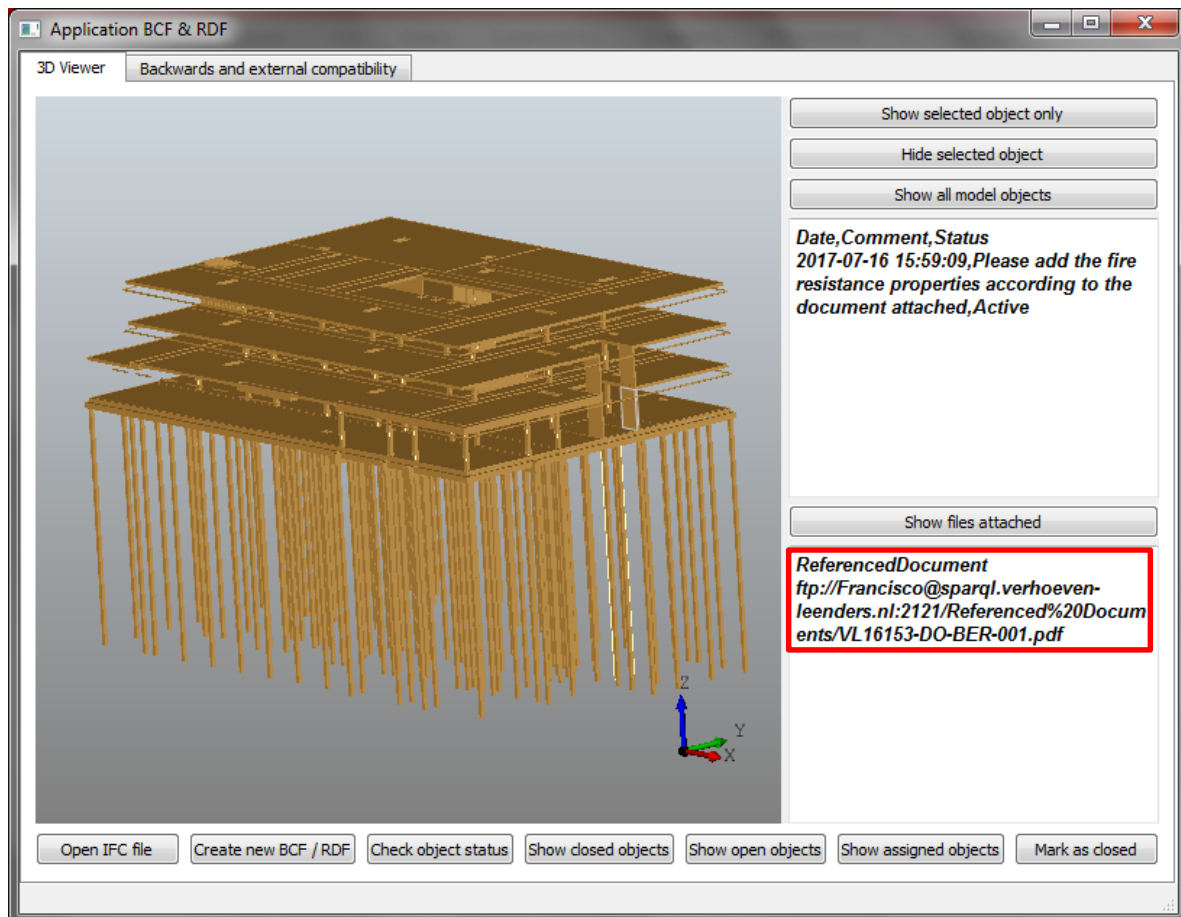 Application BCF & RDF
3D Viewer
Backwards and external compatibility
Show selected object only
Hide selected object
Show all model objects
Date,Comment,Status
2017-07-16 15:59:09,Please add the fire
resistance properties according to the
document attached,Active
Show files attached
ReferencedDocument
ftp://Francisco@sparql.verhoeven-
leenders.nl:2121/Referenced%20Docum
ents/VL16153-DO-BER-001.pdf
Z
Y
X
Open IFC file
Create new BCF / RDF
Check object status
Show closed objects
Show open objects
Show assigned objects
Mark as closed